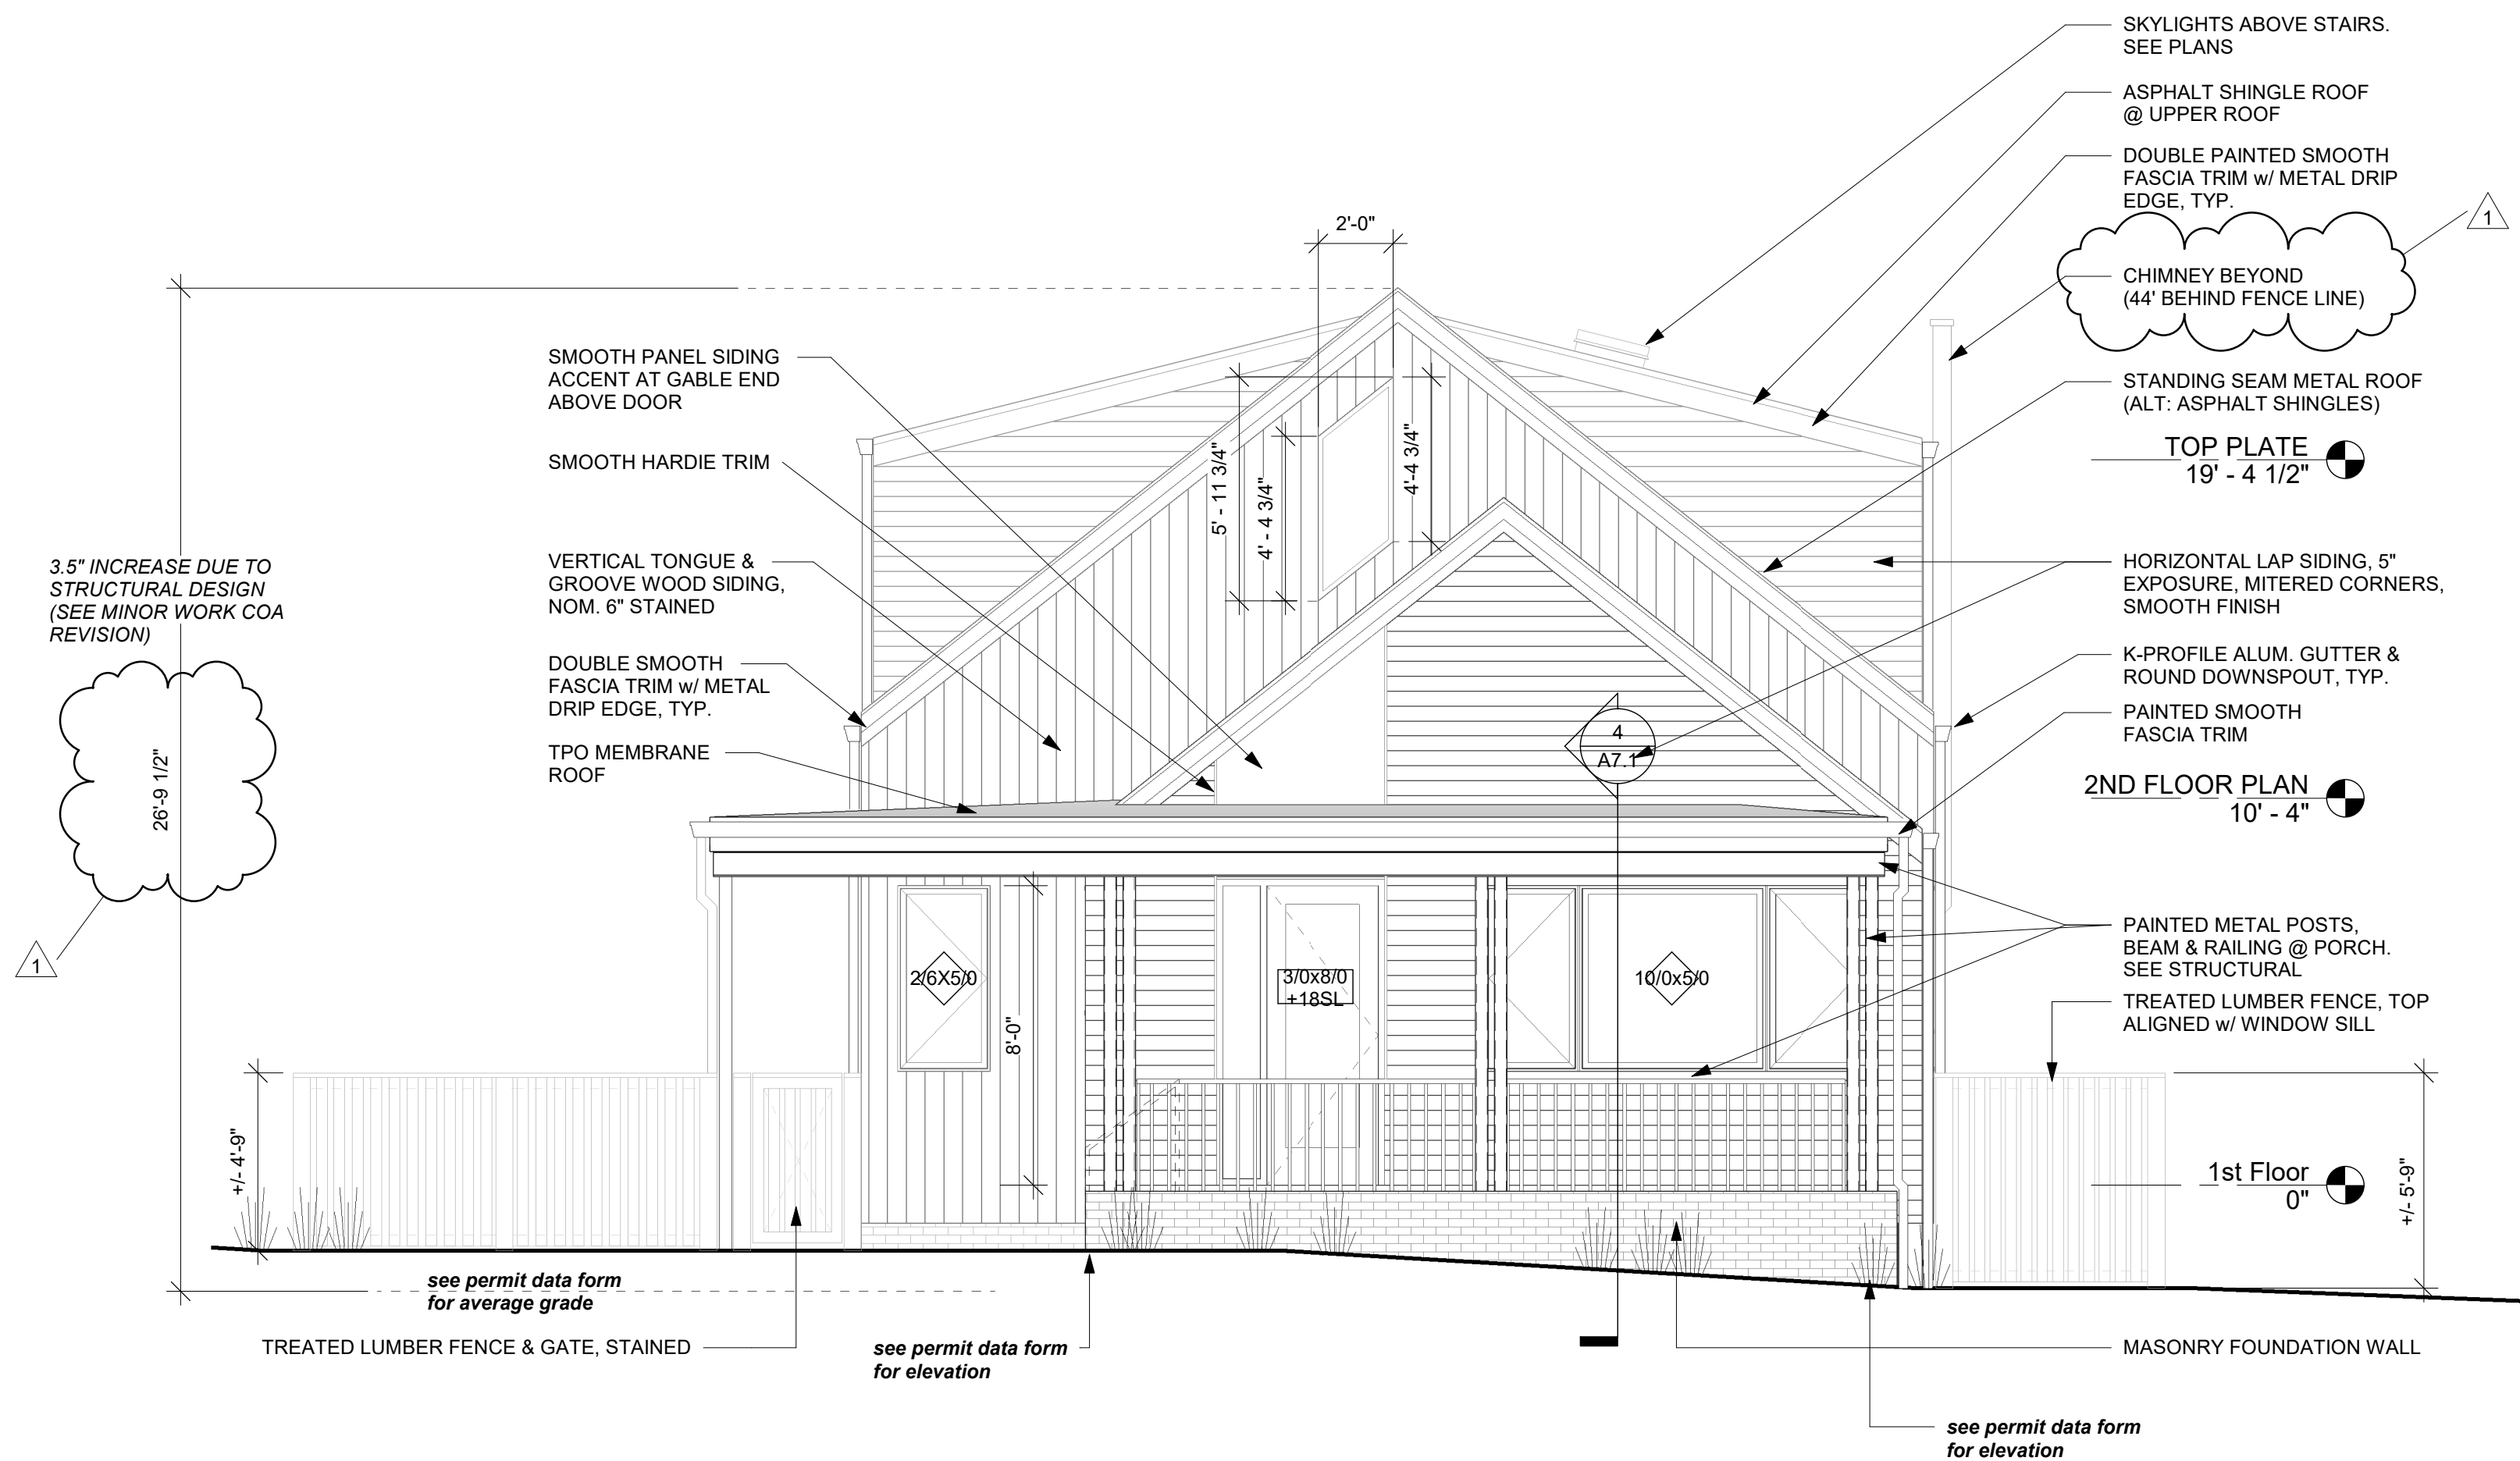 SKYLIGHTS ABOVE STAIRS.
SEE PLANS
ASPHALT SHINGLE ROOF
@ UPPER ROOF
DOUBLE PAINTED SMOOTH
FASCIA TRIM w/ METAL DRIP
EDGE, TYP.
1
CHIMNEY BEYOND
(44' BEHIND FENCE LINE)
STANDING SEAM METAL ROOF
(ALT: ASPHALT SHINGLES)
TOP PLATE
19' - 4 1/2"
HORIZONTAL LAP SIDING, 5"
EXPOSURE, MITERED CORNERS,
SMOOTH FINISH
K-PROFILE ALUM. GUTTER &
ROUND DOWNSPOUT, TYP.
PAINTED SMOOTH
FASCIA TRIM
2ND FLOOR PLAN
10' - 4"
PAINTED METAL POSTS,
BEAM & RAILING @ PORCH.
SEE STRUCTURAL
TREATED LUMBER FENCE, TOP
ALIGNED w/ WINDOW SILL
1st Floor
0"
+/- 5'-9"
MASONRY FOUNDATION WALL
see permit data form
for elevation
2'-0"
5' - 11 3/4"
4' - 4 3/4"
4'-4 3/4"
4
A7.1
SMOOTH PANEL SIDING
ACCENT AT GABLE END
ABOVE DOOR
SMOOTH HARDIE TRIM
VERTICAL TONGUE &
GROOVE WOOD SIDING,
NOM. 6" STAINED
DOUBLE SMOOTH
FASCIA TRIM w/ METAL
DRIP EDGE, TYP.
TPO MEMBRANE
ROOF
3.5" INCREASE DUE TO
STRUCTURAL DESIGN
(SEE MINOR WORK COA
REVISION)
26'-9 1/2"
1
2/6X5/0
3/0x8/0
+18SL
10/0x5/0
8'-0"
+/- 4'-9"
see permit data form
for average grade
TREATED LUMBER FENCE & GATE, STAINED
see permit data form
for elevation